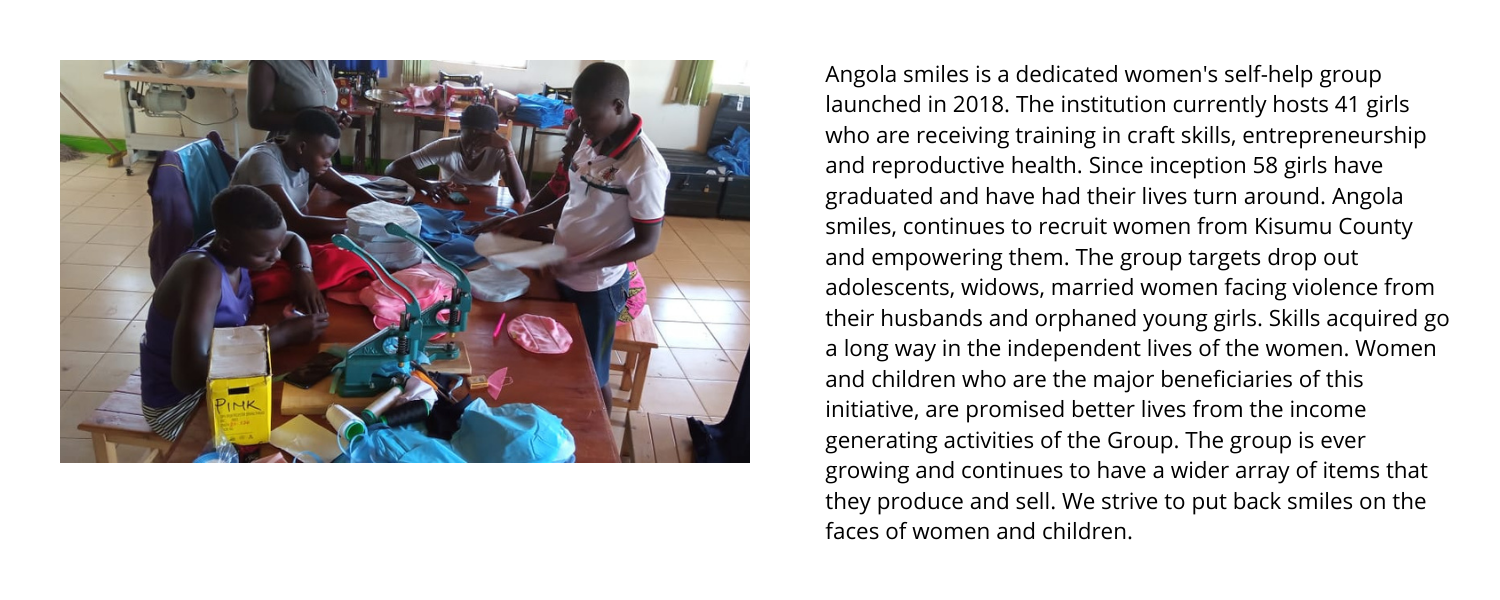 Angola smiles is a dedicated women's self-help group
launched in 2018. The institution currently hosts 41 girls
who are receiving training in craft skills, entrepreneurship
and reproductive health. Since inception 58 girls have
graduated and have had their lives turn around. Angola
smiles, continues to recruit women from Kisumu County
and empowering them. The group targets drop out
adolescents, widows, married women facing violence from
their husbands and orphaned young girls. Skills acquired go
a long way in the independent lives of the women. Women
and children who are the major beneficiaries of this
initiative, are promised better lives from the income
generating activities of the Group. The group is ever
growing and continues to have a wider array of items that
they produce and sell. We strive to put back smiles on the
faces of women and children.
PINK